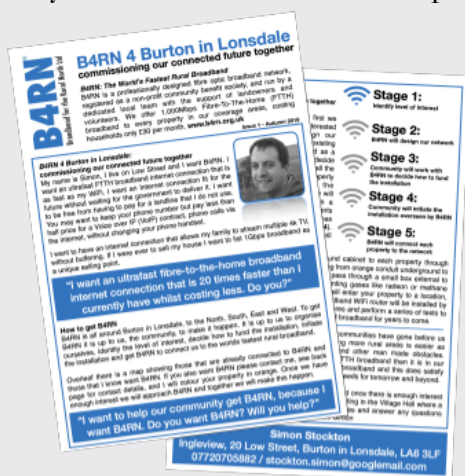 B4RN 4 Burton in Lonsdale
commissioning our connected future together
B4RN
Broadband for the Rural North Ltd
B4RN: The World's Fastest Rural Broadband
B4RN is a professionally designed fibre optic broadband network,
registered as a non-profit community benefit society, and run by a
dedicated local team with the support of landowners and
volunteers. We offer 1,000Mbps Fibre-To-The-Home (FTTH)
broadband to every property in our coverage areas, costing
households only £30 per month. www.b4rn.org.uk
Issue 1 - Autumn 2018
B4RN 4 Burton in Lonsdale:
commissioning our connected future together
My name is Simon, I live on Low Street and I want B4RN. I
want an ultrafast FTTH broadband internet connection that is
as fast as my WiFi. I want an internet connection fit for the
future without waiting for the government to deliver it. I want
to be free from having to pay for a landline that I do not use.
You may want to keep your phone number but pay less than
half price for a Voice over IP (VoIP) contract, phone calls via
the internet, without changing your phone handset.
I want to have an internet connection that allows my family to stream multiple 4k TV,
without buffering. If I were ever to sell my house I want to list 1Gbps broadband as
a unique selling point.
"I want an ultrafast fibre-to-the-home broadband
internet connection that is 20 times faster than I
currently have whilst costing less. Do you?"
How to get B4RN
B4RN is all around Burton in Lonsdale, to the North, South, East and West. To get
B4RN it is up to us, the community, to make it happen. It is up to us to organise
ourselves, identify the level of interest, decide how to fund the installation, initiate
the installation and get B4RN to connect us to the worlds fastest rural broadband.
Overleaf there is a map showing those that are already connected to B4RN and
those that I know want B4RN. If you also want B4RN please contact me, see back
page for contact details, and I will colour your property in orange. Once we have
enough interest we will approach B4RN and together we will make this happen.
"I want to help our community get B4RN, because I
want B4RN. Do you want B4RN? Will you help?"
Stage 1:
Identify level of interest
Stage 2:
B4RN will design our network
Stage 3:
Community will work with
B4RN to decide how to fund
the installation
Stage 4:
Community will initiate the
installation overseen by B4RN
Stage 5:
B4RN will connect each
property to the network
Simon Stockton
Ingleview, 20 Low Street, Burton in Lonsdale, LA6 3LF
07720705882 / stockton.simon@googlemail.com